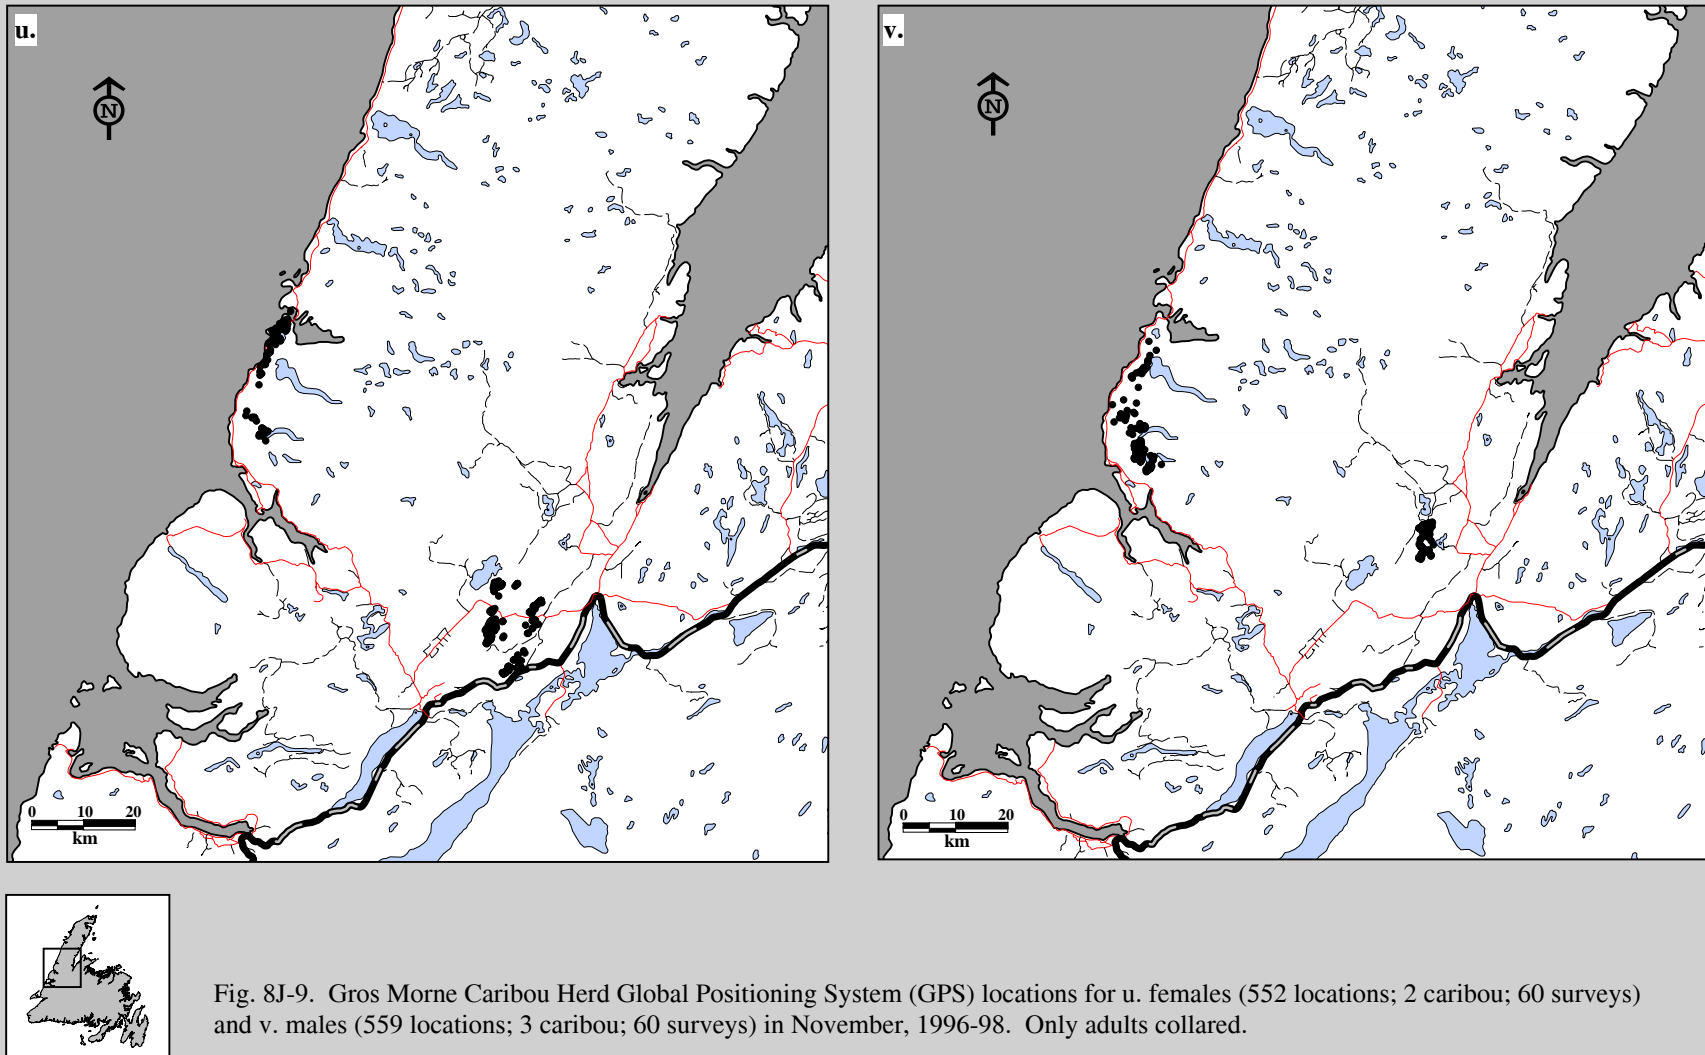 u.
N
0 10 20
km
v.
N
0 10 20
km
Fig. 8J-9. Gros Morne Caribou Herd Global Positioning System (GPS) locations for u. females (552 locations; 2 caribou; 60 surveys)
and v. males (559 locations; 3 caribou; 60 surveys) in November, 1996-98. Only adults collared.